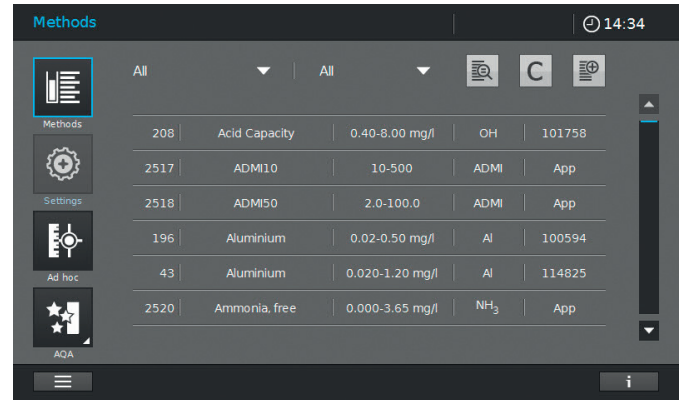 Methods 14:34
All All C
Methods
208 Acid Capacity 0.40-8.00 mg/l OH 101758
2517 ADMI10 10-500 ADMI App
Settings
2518 ADMI50 2.0-100.0 ADMI App
196 Aluminium 0.02-0.50 mg/l Al 100594
Ad hoc
43 Aluminium 0.020-1.20 mg/l Al 114825
2520 Ammonia, free 0.000-3.65 mg/l NH₃ App
AQA
i